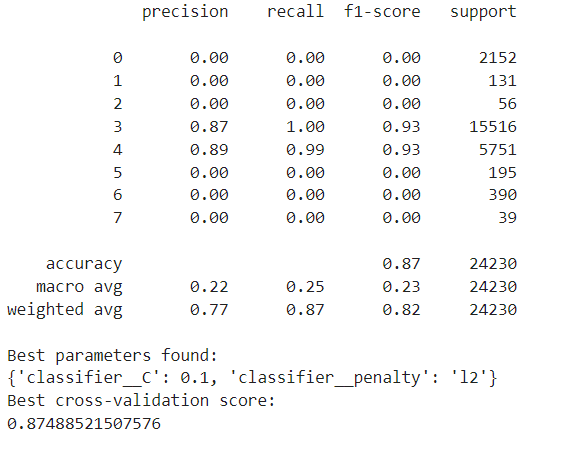 precision recall f1-score support
0 0.00 0.00 0.00 2152
1 0.00 0.00 0.00 131
2 0.00 0.00 0.00 56
3 0.87 1.00 0.93 15516
4 0.89 0.99 0.93 5751
5 0.00 0.00 0.00 195
6 0.00 0.00 0.00 390
7 0.00 0.00 0.00 39
accuracy 0.87 24230
macro avg 0.22 0.25 0.23 24230
weighted avg 0.77 0.87 0.82 24230
Best parameters found:
{'classifier__C': 0.1, 'classifier__penalty': 'l2'}
Best cross-validation score:
0.87488521507576